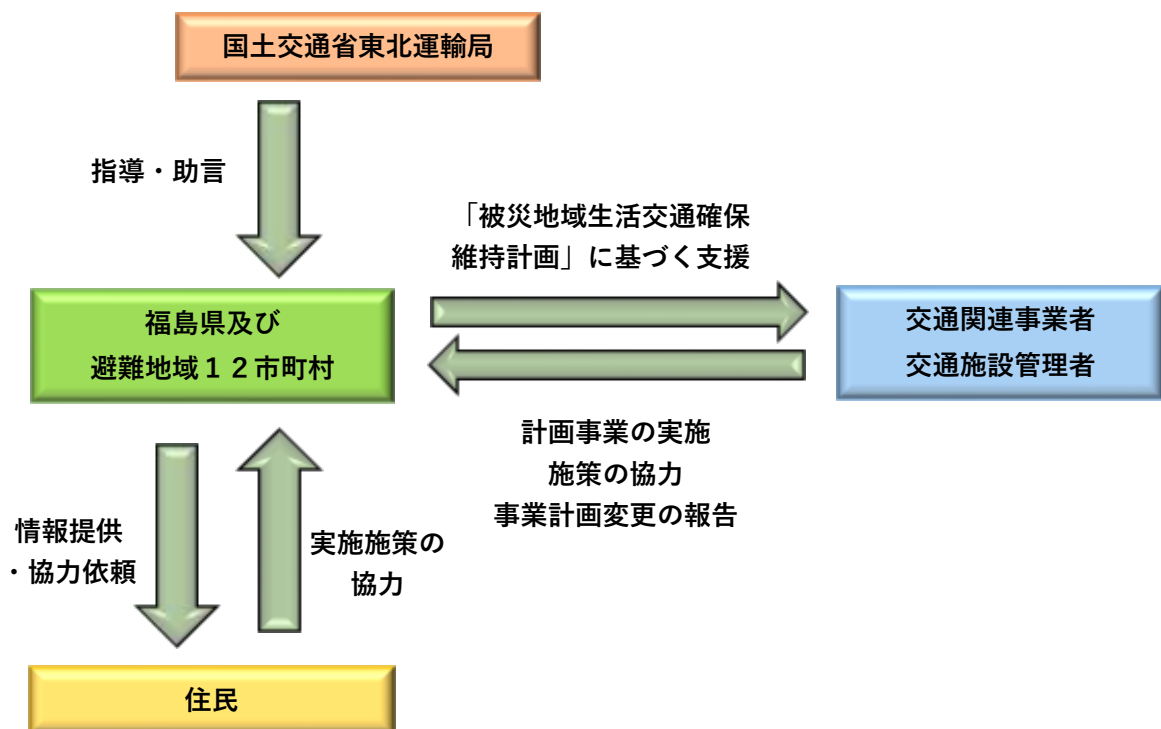 国土交通省東北運輸局
指導・助言
「被災地域生活交通確保
維持計画」に基づく支援
福島県及び
避難地域１２市町村
交通関連事業者
交通施設管理者
計画事業の実施
施策の協力
事業計画変更の報告
情報提供
・協力依頼
実施施策の
協力
住民